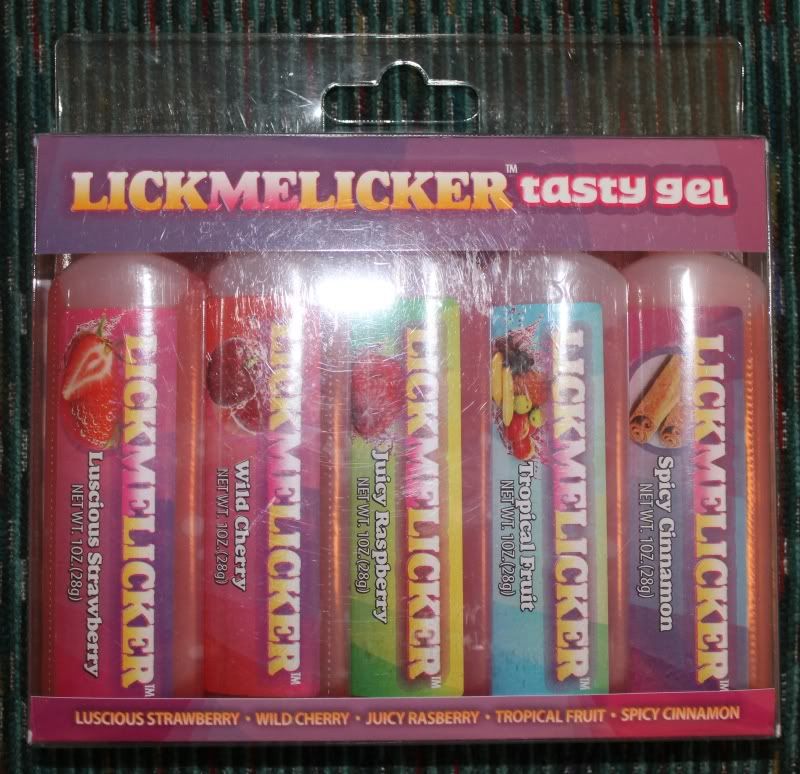 LICKMELICKER™ tasty gel
LICKMELICKER™
Luscious Strawberry
NET WT. 1OZ.(28g)
LICKMELICKER™
Wild Cherry
NET WT. 1OZ.(28g)
LICKMELICKER™
Juicy Raspberry
NET WT. 1OZ.(28g)
LICKMELICKER™
Tropical Fruit
NET WT. 1OZ.(28g)
LICKMELICKER™
Spicy Cinnamon
NET WT. 1OZ.(28g)
LUSCIOUS STRAWBERRY • WILD CHERRY • JUICY RASBERRY • TROPICAL FRUIT • SPICY CINNAMON